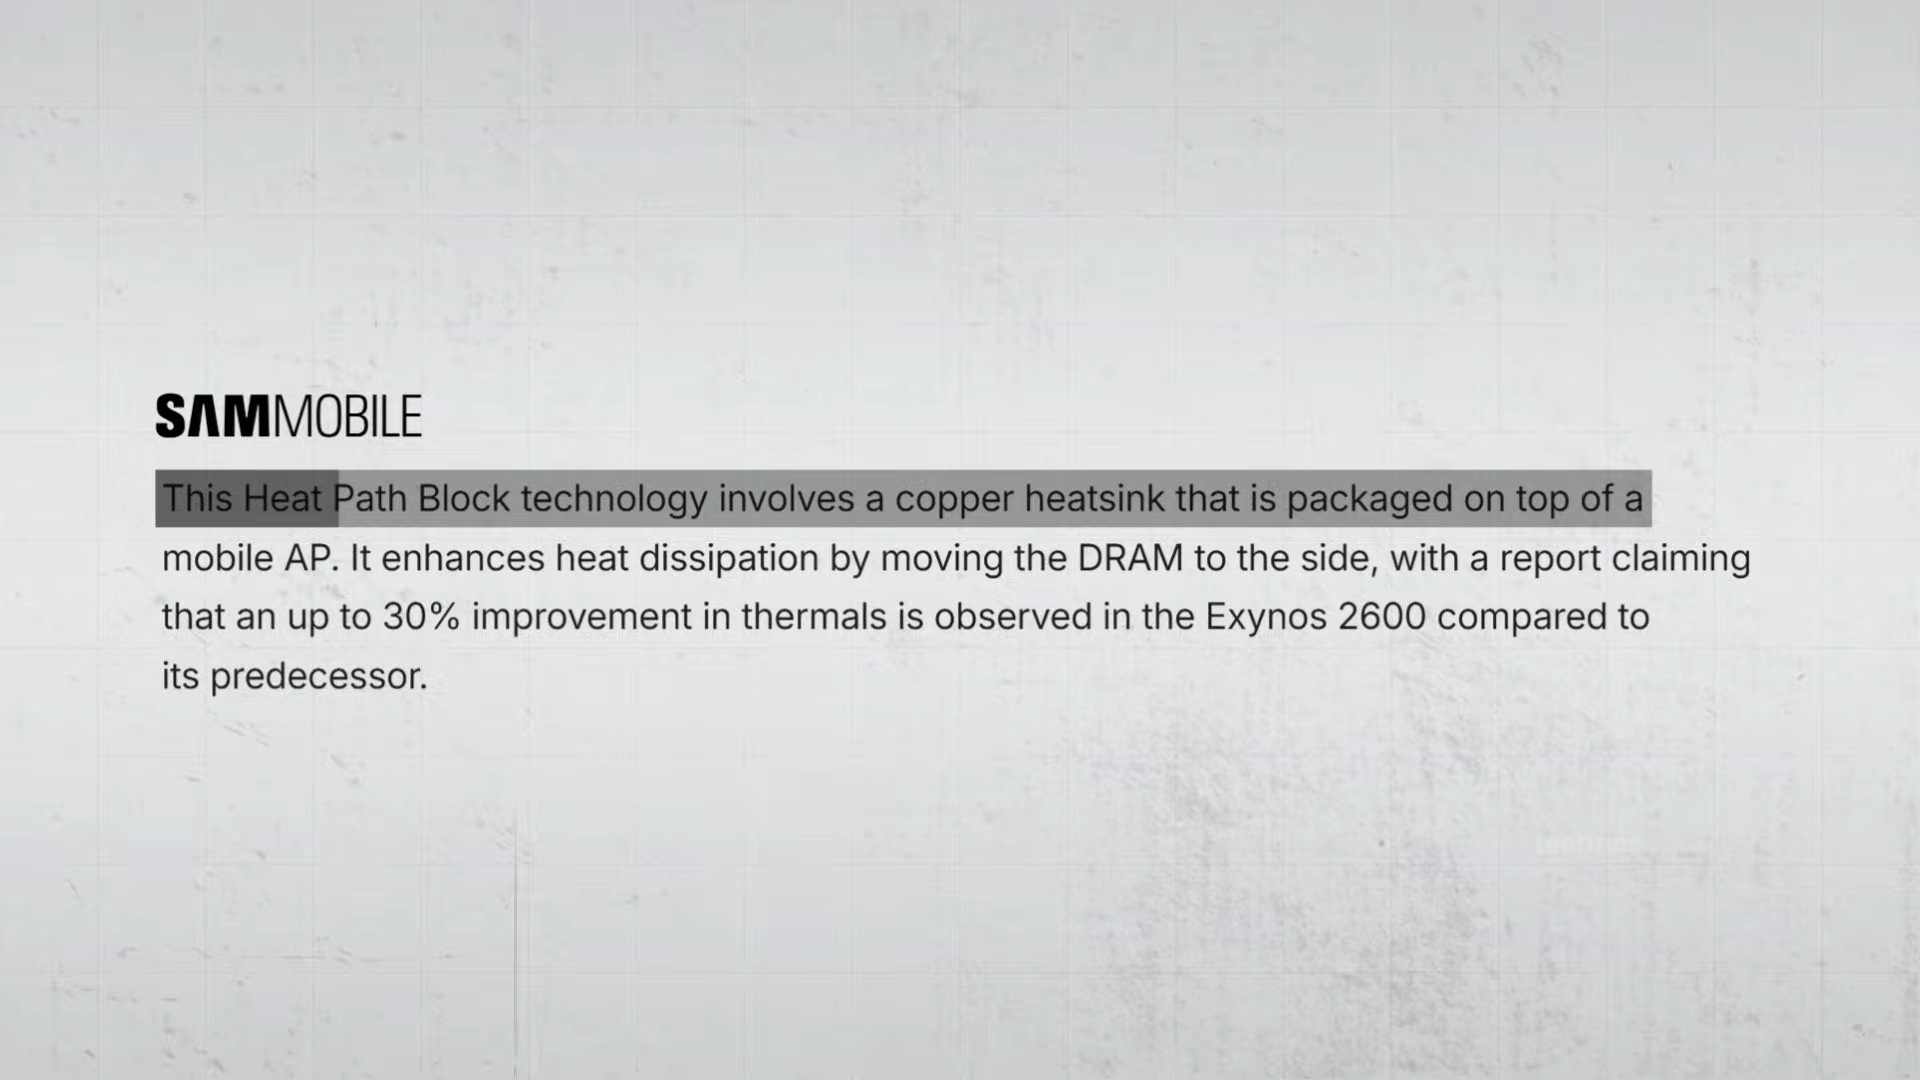 SAMMOBILE
This Heat Path Block technology involves a copper heatsink that is packaged on top of a
mobile AP. It enhances heat dissipation by moving the DRAM to the side, with a report claiming
that an up to 30% improvement in thermals is observed in the Exynos 2600 compared to
its predecessor.